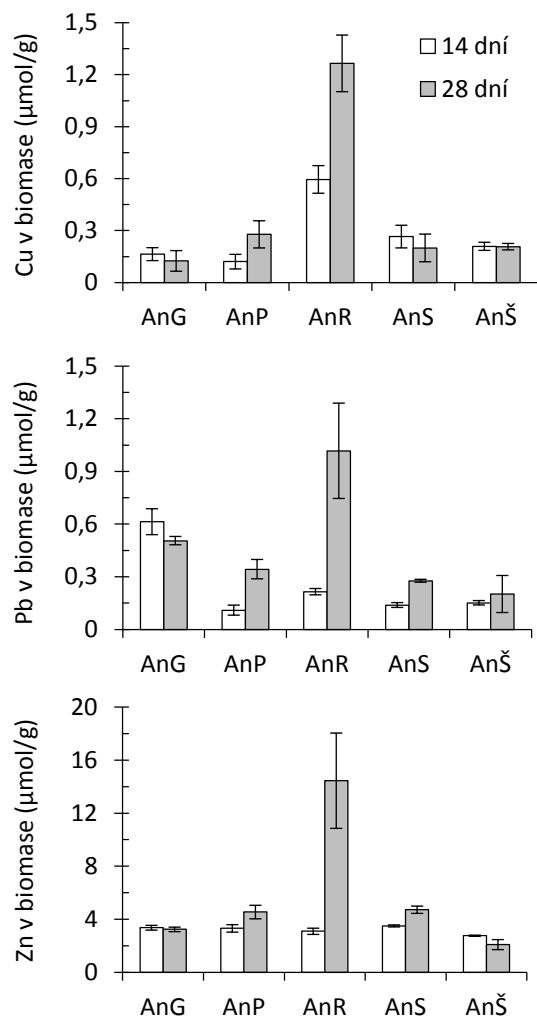 Cu v biomase (μmol/g)
1,5
1,2
0,9
0,6
0,3
0
14 dní
28 dní
AnG AnP AnR AnS AnŠ
Pb v biomase (μmol/g)
1,5
1,2
0,9
0,6
0,3
0
AnG AnP AnR AnS AnŠ
Zn v biomase (μmol/g)
20
16
12
8
4
0
AnG AnP AnR AnS AnŠ